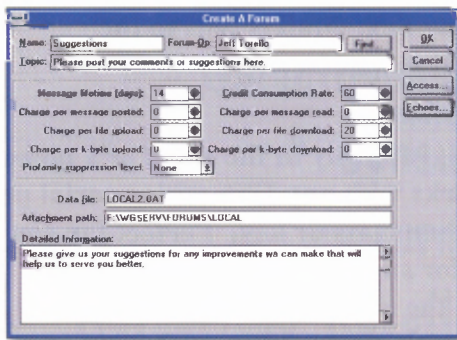 Create A Forum
Name: Suggestions Forum-Op: Jeff Torello Find...
Topic: Please post your comments or suggestions here.
OK
Cancel
Access...
Echoes...
Message lifetime (days): 14 Credit Consumption Rate: 60
Charge per message posted: 0 Charge per message read: 0
Charge per file upload: 0 Charge per file download: 20
Charge per k-byte upload: 0 Charge per k-byte download: 0
Profanity suppression level: None
Data file: LOCAL2.DAT
Attachment path: F:\WGSERV\FORUMS\LOCAL
Detailed Information:
Please give us your suggestions for any improvements we can make that will
help us to serve you better.